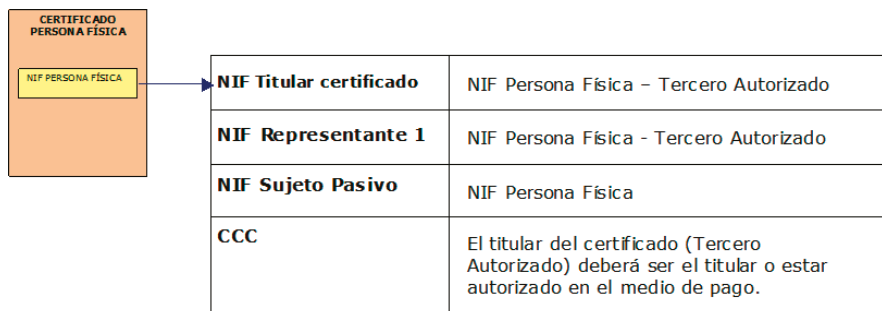 CERTIFICADO
PERSONA FÍSICA
NIF PERSONA FÍSICA
NIF Titular certificado
NIF Persona Física – Tercero Autorizado
NIF Representante 1
NIF Persona Física - Tercero Autorizado
NIF Sujeto Pasivo
NIF Persona Física
CCC
El titular del certificado (Tercero
Autorizado) deberá ser el titular o estar
autorizado en el medio de pago.